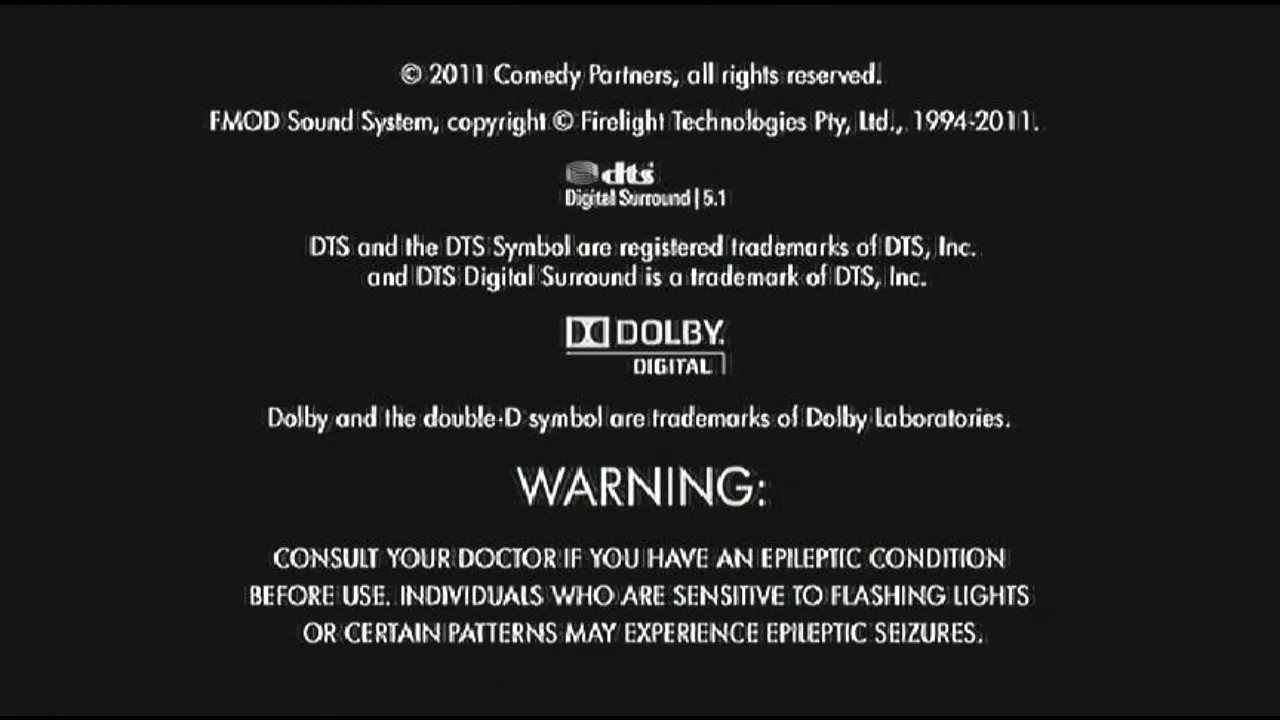 © 2011 Comedy Partners, all rights reserved.
FMOD Sound System, copyright © Firelight Technologies Pty, Ltd., 1994-2011.
dts
Digital Surround | 5.1
DTS and the DTS Symbol are registered trademarks of DTS, Inc.
and DTS Digital Surround is a trademark of DTS, Inc.
DOLBY.
DIGITAL
Dolby and the double-D symbol are trademarks of Dolby Laboratories.
WARNING:
CONSULT YOUR DOCTOR IF YOU HAVE AN EPILEPTIC CONDITION
BEFORE USE. INDIVIDUALS WHO ARE SENSITIVE TO FLASHING LIGHTS
OR CERTAIN PATTERNS MAY EXPERIENCE EPILEPTIC SEIZURES.